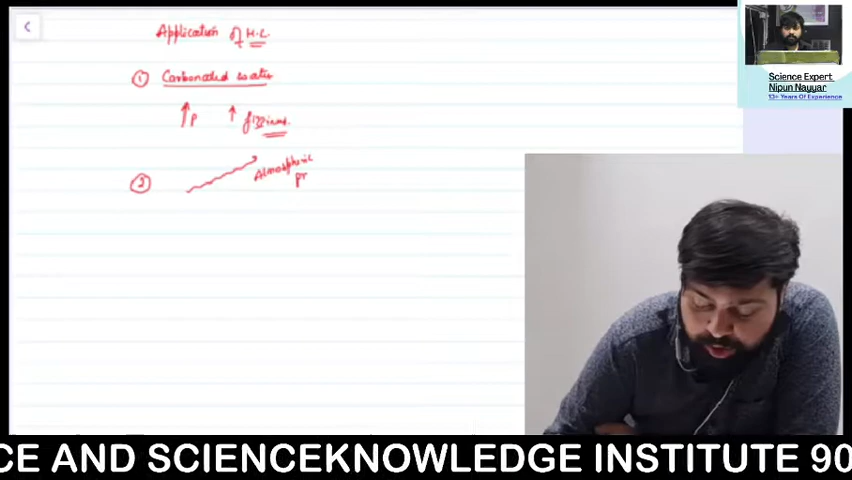 Application of H.L
① Carbonated water
↑P ↑ fizziness
② Atmospheric
pr
Science Expert
Nipun Nayyar
13+ Years Of Experience
CE AND SCIENCEKNOWLEDGE INSTITUTE 90